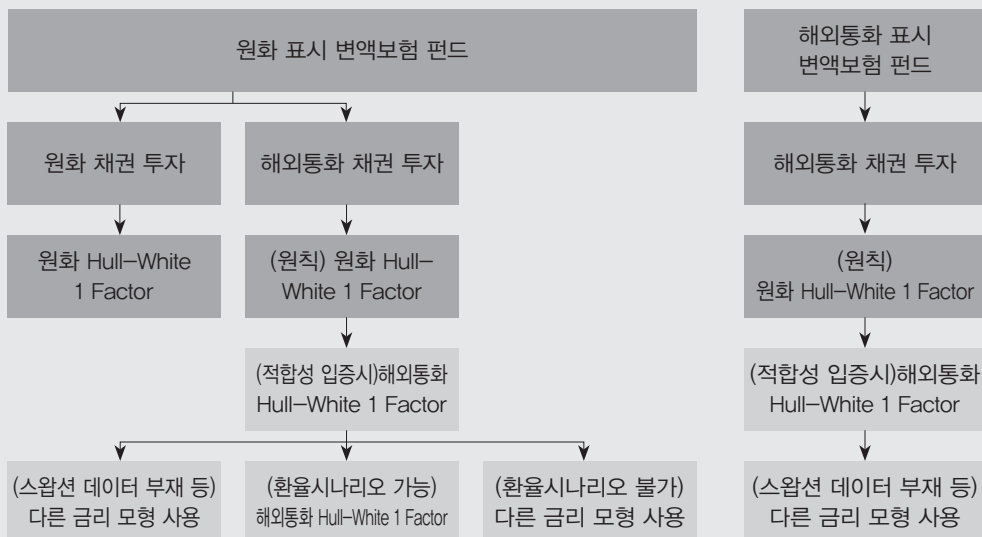 원화 표시 변액보험 펀드
해외통화 표시
변액보험 펀드
원화 채권 투자
해외통화 채권 투자
해외통화 채권 투자
원화 Hull-White
1 Factor
(원칙) 원화 Hull-
White 1 Factor
(원칙)
원화 Hull-White 1 Factor
(적합성 입증시)해외통화
Hull-White 1 Factor
(적합성 입증시)해외통화
Hull-White 1 Factor
(스왑션 데이터 부재 등)
다른 금리 모형 사용
(환율시나리오 가능)
해외통화 Hull-White 1 Factor
(환율시나리오 불가)
다른 금리 모형 사용
(스왑션 데이터 부재 등)
다른 금리 모형 사용